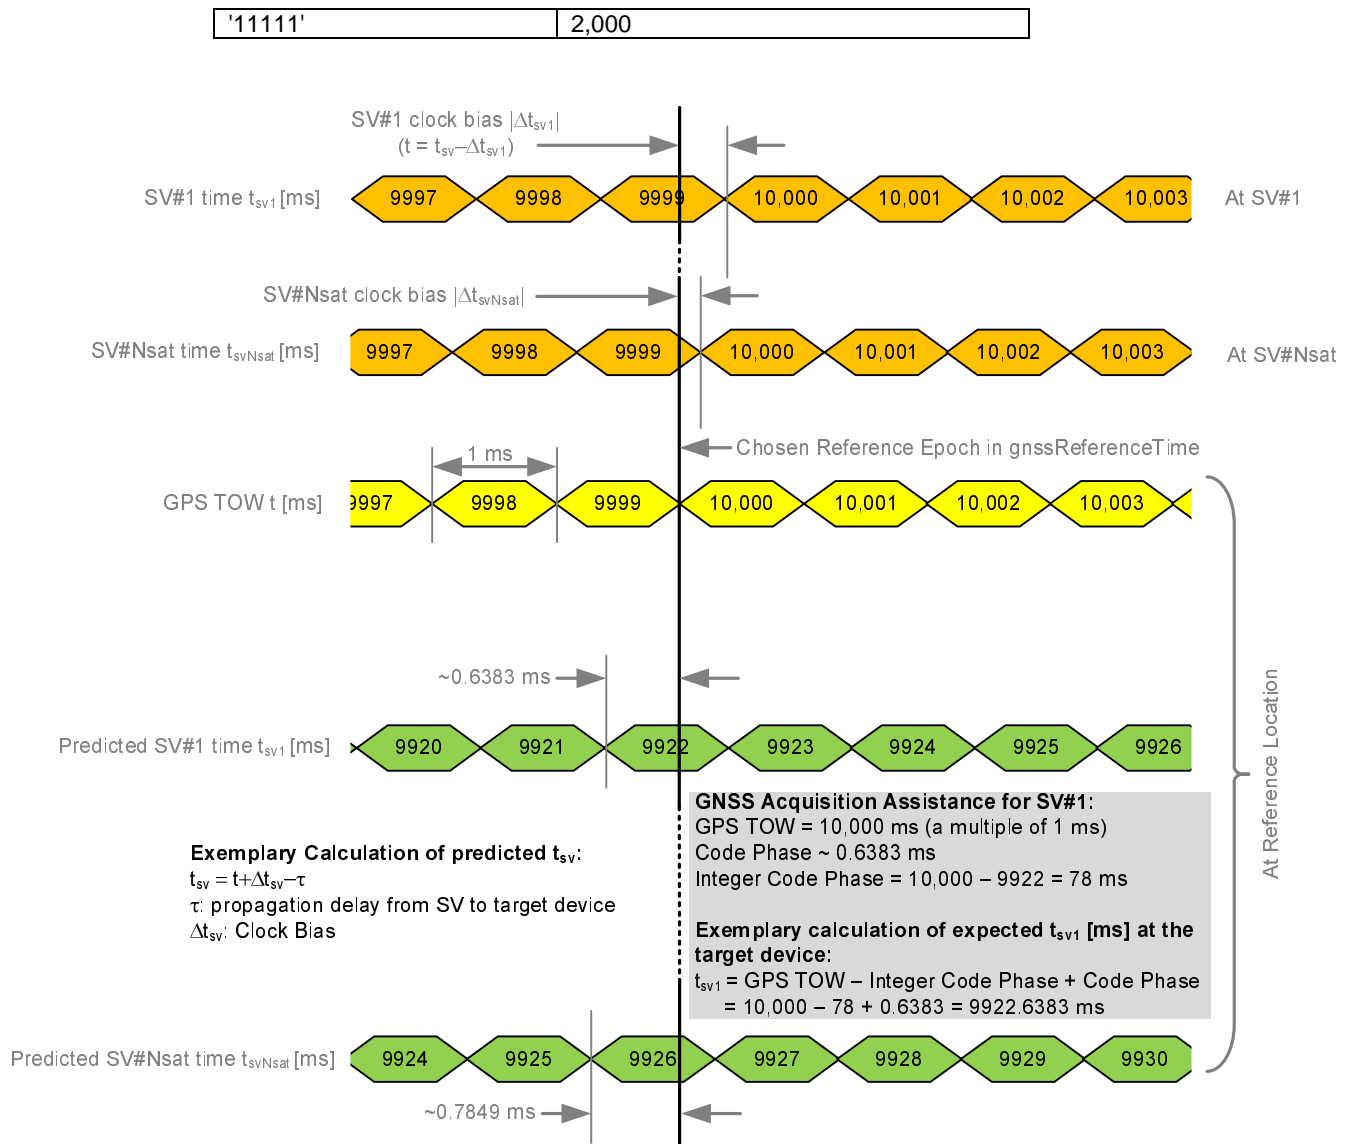 '11111' 2,000
SV#1 clock bias |Δtsv1|
(t = tsv–Δtsv1)
SV#1 time tsv1 [ms] 9997 9998 9999 10,000 10,001 10,002 10,003 At SV#1
SV#Nsat clock bias |ΔtsvNsat|
SV#Nsat time tsvNsat [ms] 9997 9998 9999 10,000 10,001 10,002 10,003 At SV#Nsat
Chosen Reference Epoch in gnssReferenceTime
1 ms
GPS TOW t [ms] 9997 9998 9999 10,000 10,001 10,002 10,003
~0.6383 ms
Predicted SV#1 time tsv1 [ms] 9920 9921 9922 9923 9924 9925 9926
At Reference Location
Exemplary Calculation of predicted tsv:
tsv = t+Δtsv–τ
τ: propagation delay from SV to target device
Δtsv: Clock Bias
GNSS Acquisition Assistance for SV#1:
GPS TOW = 10,000 ms (a multiple of 1 ms)
Code Phase ~ 0.6383 ms
Integer Code Phase = 10,000 – 9922 = 78 ms
Exemplary calculation of expected tsv1 [ms] at the
target device:
tsv1 = GPS TOW – Integer Code Phase + Code Phase
= 10,000 – 78 + 0.6383 = 9922.6383 ms
Predicted SV#Nsat time tsvNsat [ms] 9924 9925 9926 9927 9928 9929 9930
~0.7849 ms